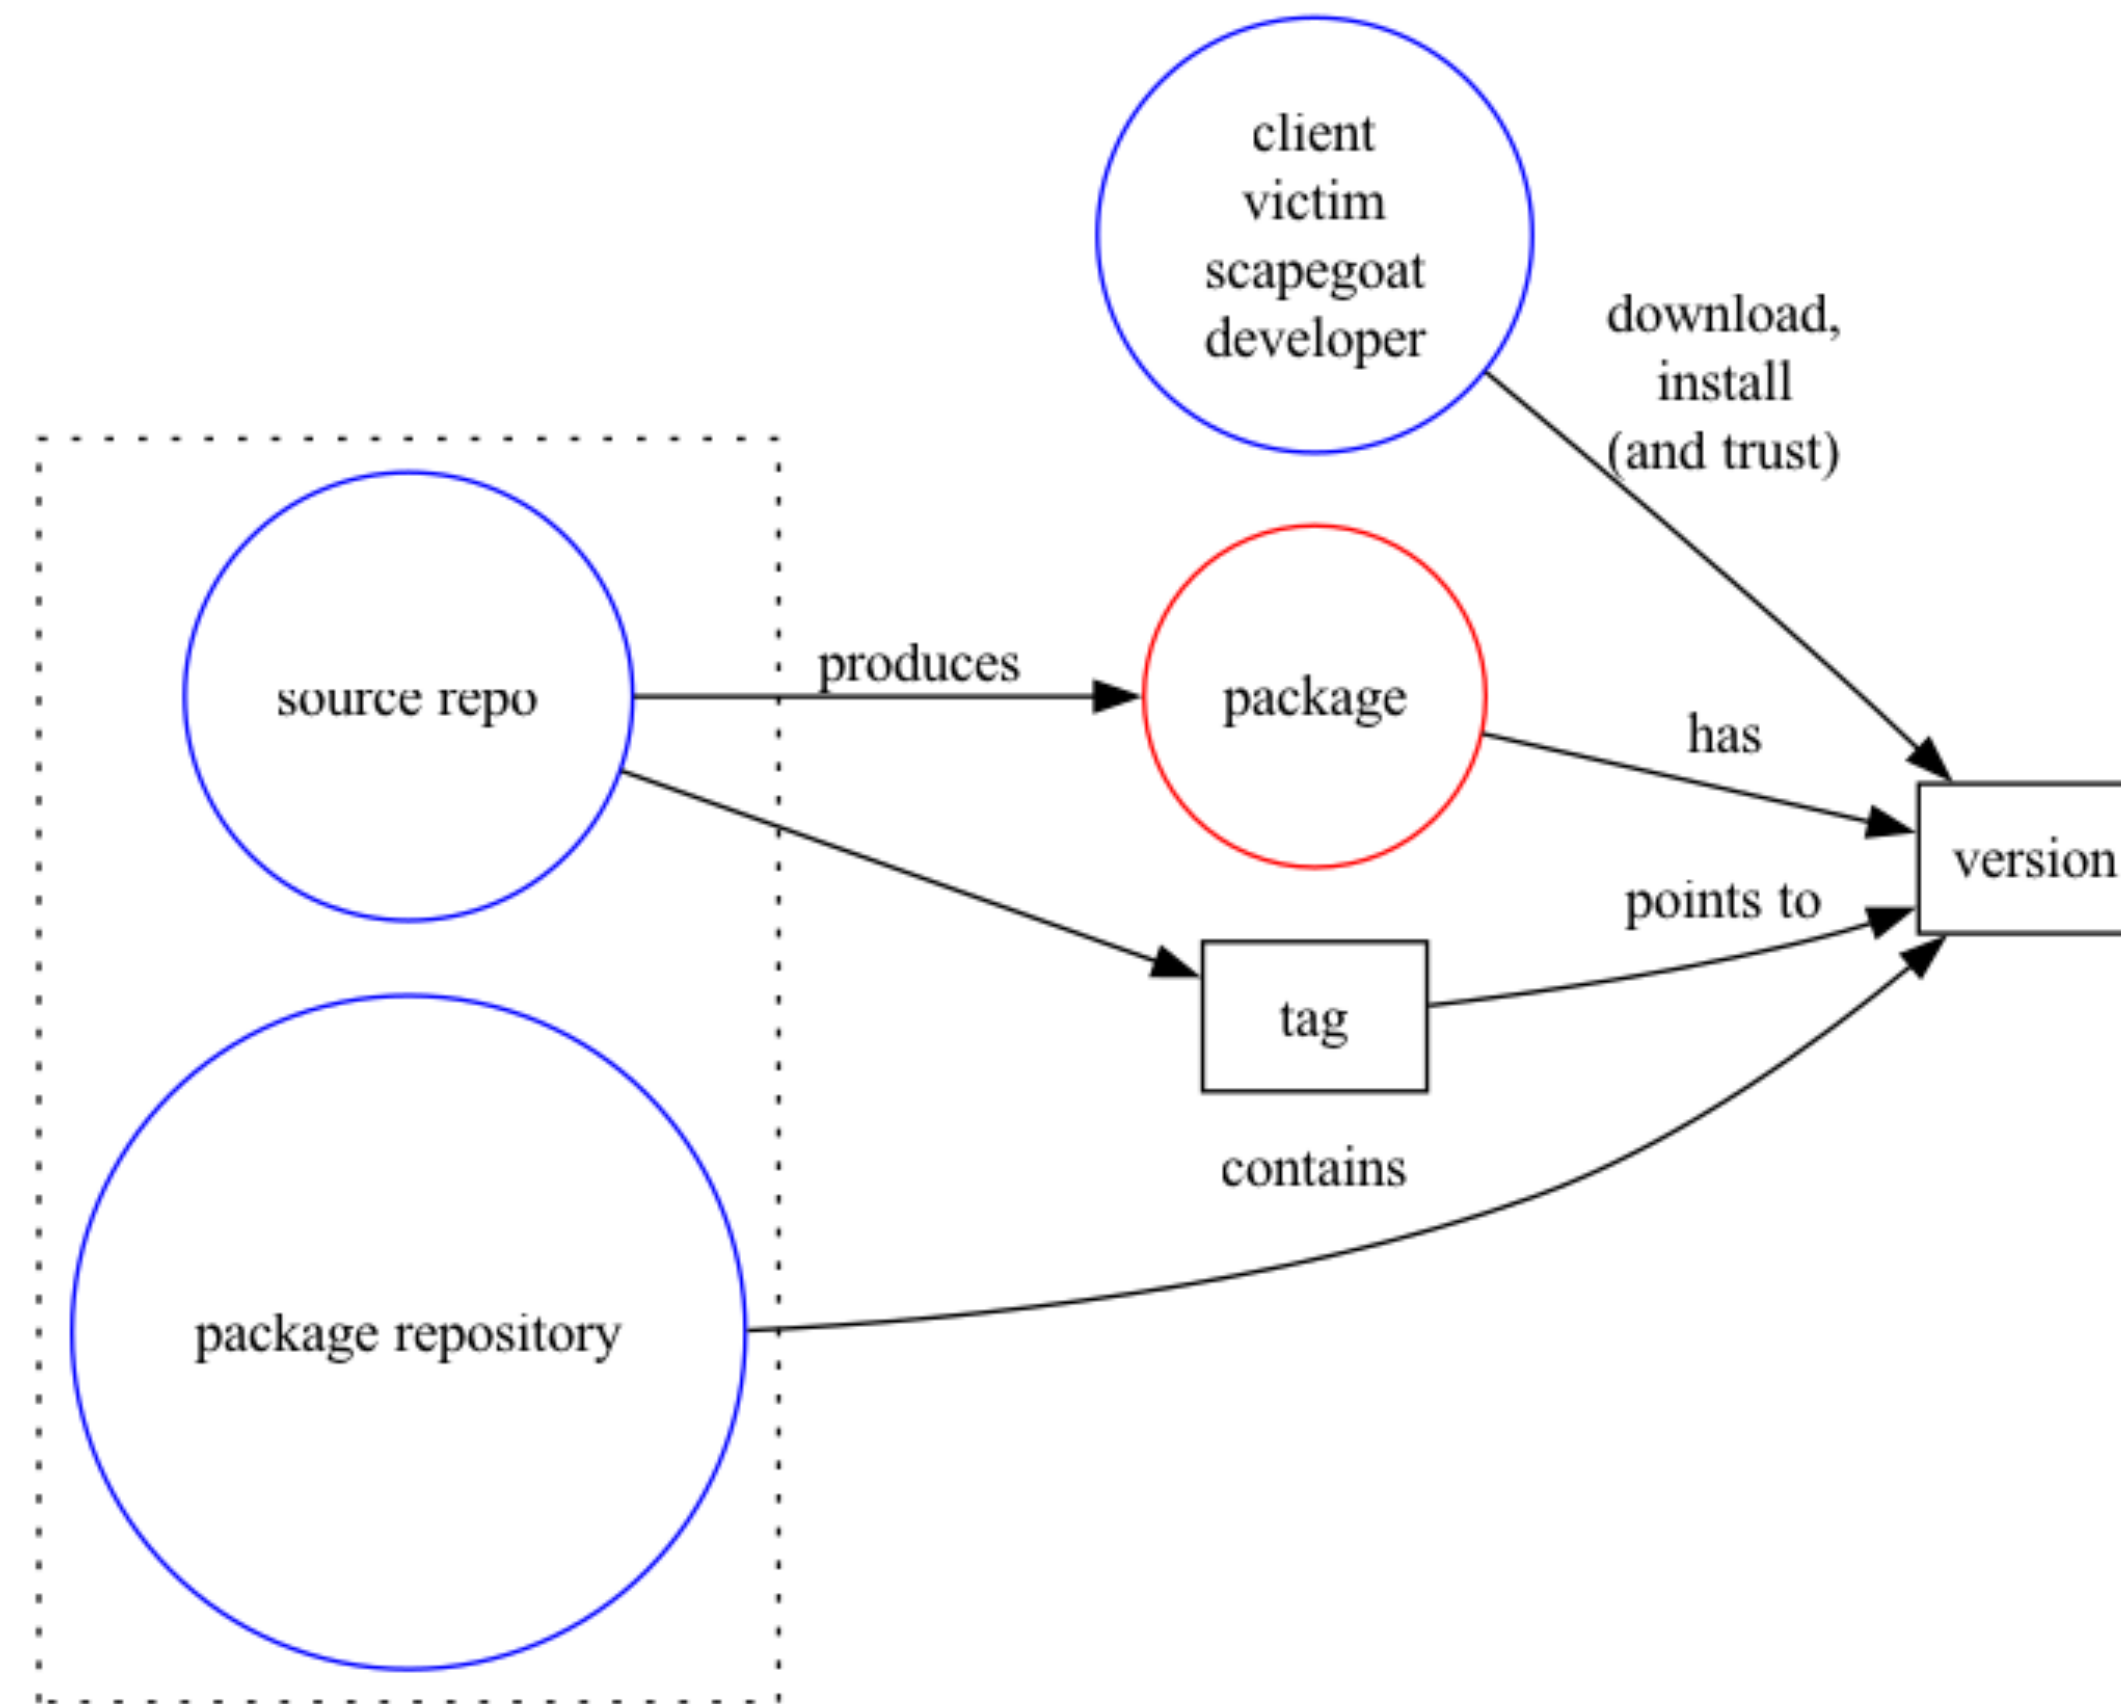 client
victim
scapegoat
developer
download,
install
(and trust)
source repo
produces
package
has
version
points to
tag
contains
package repository